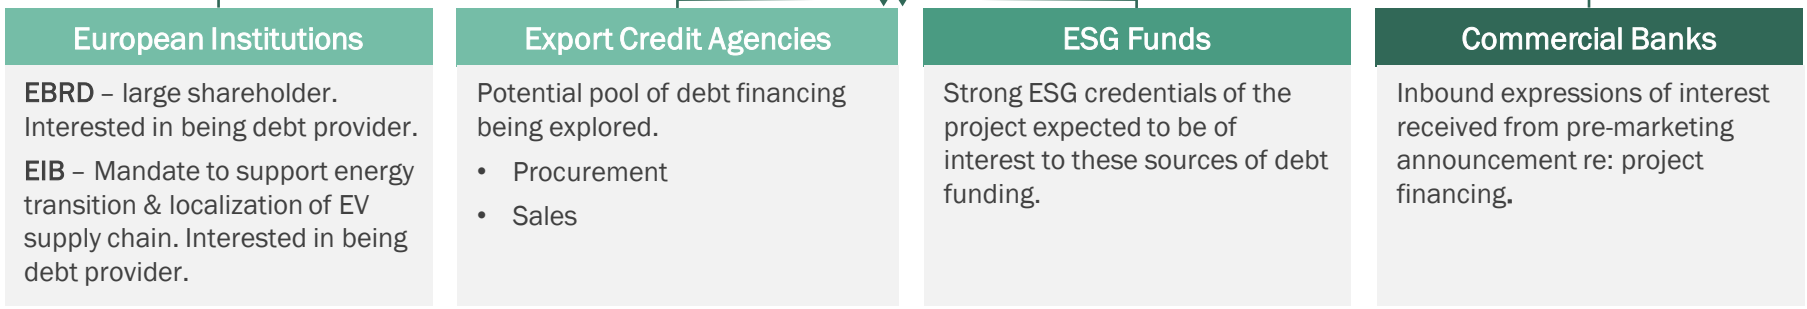 European Institutions
EBRD – large shareholder.
Interested in being debt provider.
EIB – Mandate to support energy
transition & localization of EV
supply chain. Interested in being
debt provider.
Export Credit Agencies
Potential pool of debt financing
being explored.
• Procurement
• Sales
ESG Funds
Strong ESG credentials of the
project expected to be of
interest to these sources of debt
funding.
Commercial Banks
Inbound expressions of interest
received from pre-marketing
announcement re: project
financing.